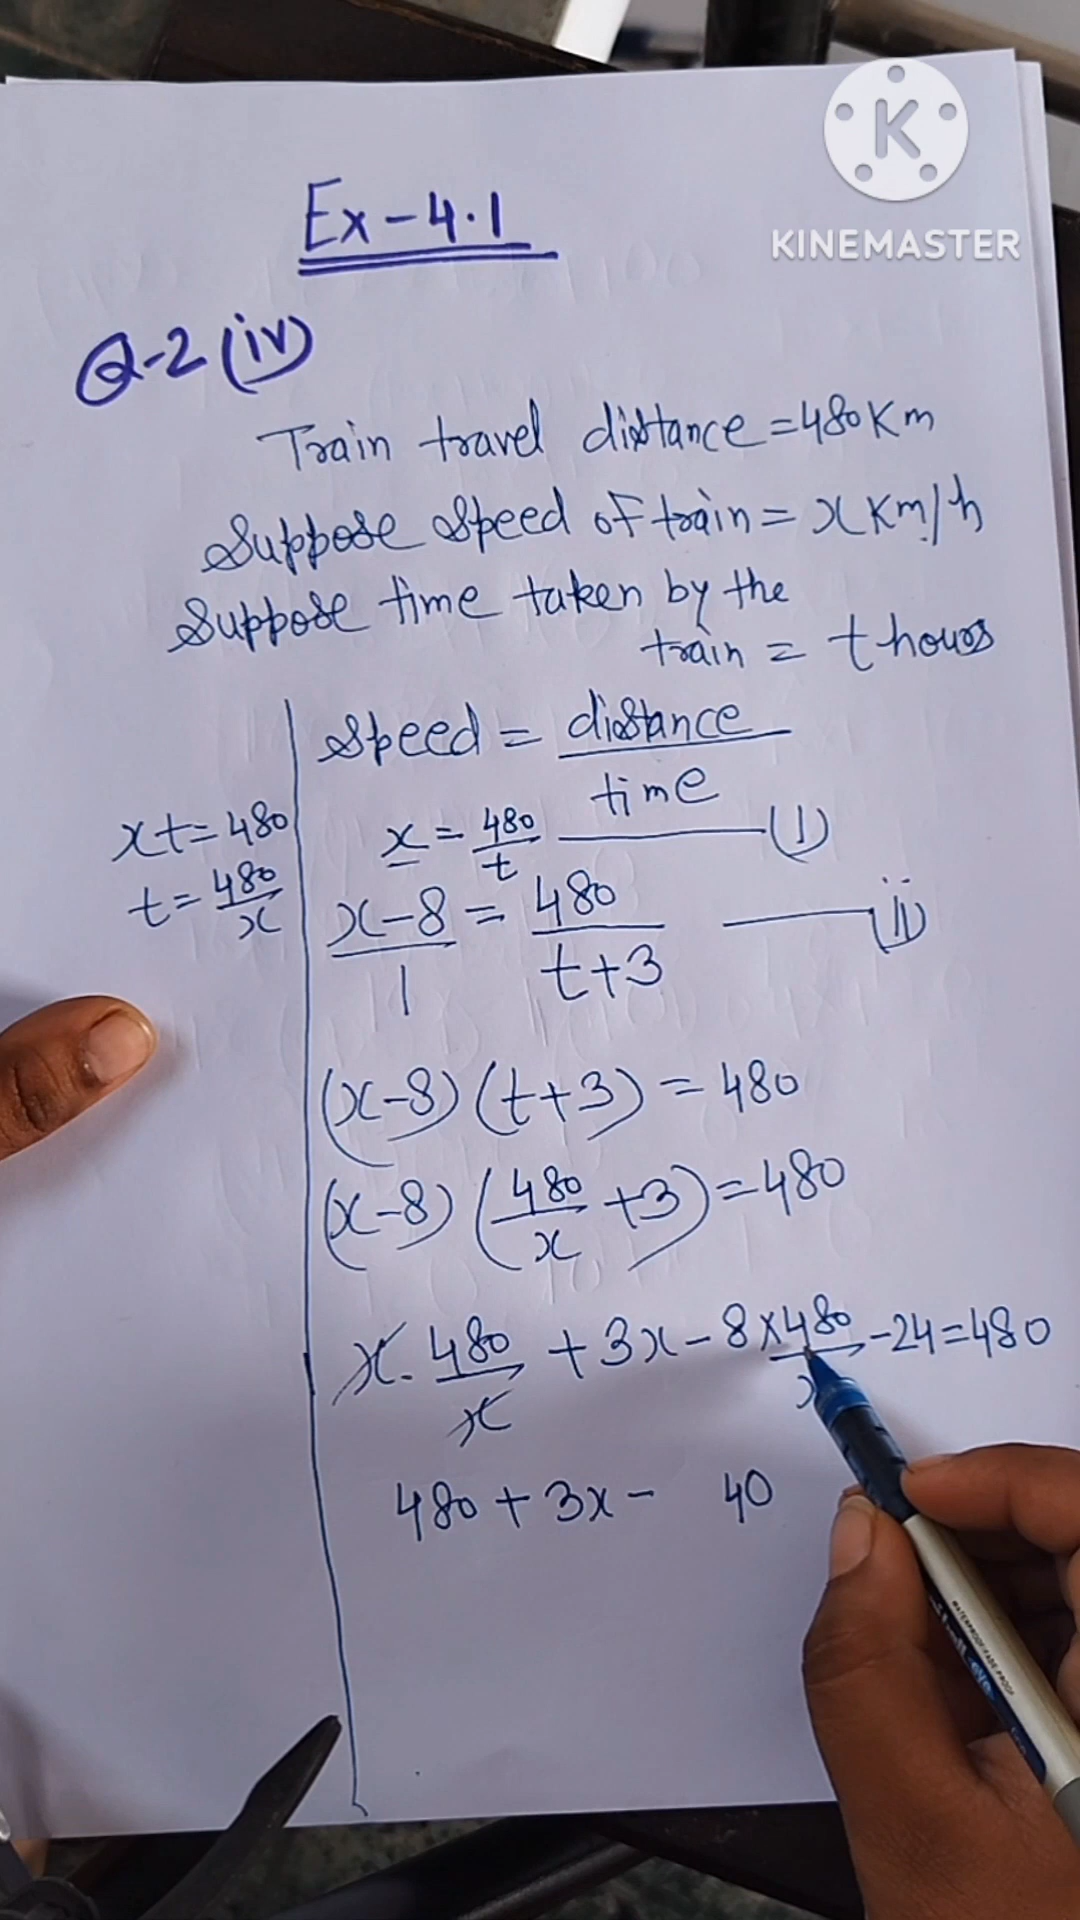 K
KINEMASTER
Ex-4.1
Q-2 (iv)
Train travel distance = 480 Km
Suppose speed of train = x Km/h
Suppose time taken by the
train = t hours
speed = distance/time
xt = 480
x = 480/t (i)
t = 480/x
x-8/1 = 480/t+3 (ii)
(x-8) (t+3) = 480
(x-8) (480/x + 3) = 480
x. 480/x + 3x - 8x480/x - 24 = 480
480 + 3x - 40